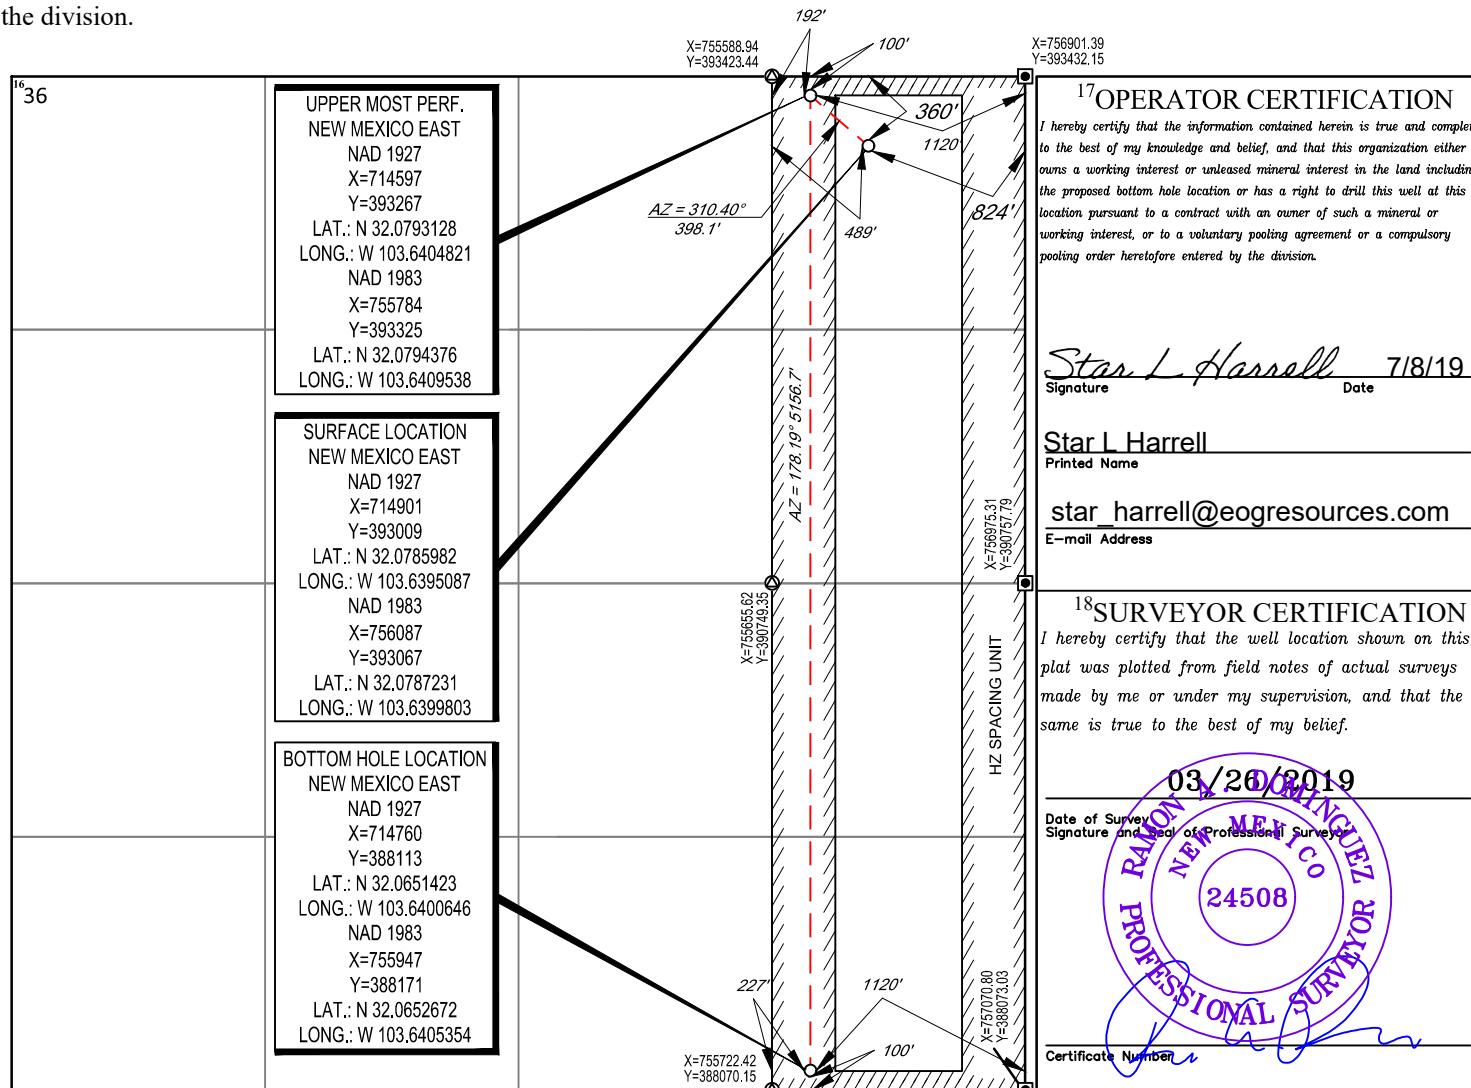 the division.
16 36
UPPER MOST PERF.
NEW MEXICO EAST
NAD 1927
X=714597
Y=393267
LAT.: N 32.0793128
LONG.: W 103.6404821
NAD 1983
X=755784
Y=393325
LAT.: N 32.0794376
LONG.: W 103.6409538
SURFACE LOCATION
NEW MEXICO EAST
NAD 1927
X=714901
Y=393009
LAT.: N 32.0785982
LONG.: W 103.6395087
NAD 1983
X=756087
Y=393067
LAT.: N 32.0787231
LONG.: W 103.6399803
BOTTOM HOLE LOCATION
NEW MEXICO EAST
NAD 1927
X=714760
Y=388113
LAT.: N 32.0651423
LONG.: W 103.6400646
NAD 1983
X=755947
Y=388171
LAT.: N 32.0652672
LONG.: W 103.6405354
192'
100'
X=755588.94
Y=393423.44
X=756901.39
Y=393432.15
360'
1120'
824'
489'
AZ = 310.40°
398.1'
AZ = 178.19° 5156.7'
X=756975.31
Y=390757.79
X=755655.62
Y=390749.35
HZ SPACING UNIT
227'
1120'
100'
X=757070.80
Y=388073.03
X=755722.42
Y=388070.15
17 OPERATOR CERTIFICATION
I hereby certify that the information contained herein is true and comple
to the best of my knowledge and belief, and that this organization either
owns a working interest or unleased mineral interest in the land includin
the proposed bottom hole location or has a right to drill this well at this
location pursuant to a contract with an owner of such a mineral or
working interest, or to a voluntary pooling agreement or a compulsory
pooling order heretofore entered by the division.
Star L Harrell 7/8/19
Signature Date
Star L Harrell
Printed Name
star_harrell@eogresources.com
E-mail Address
18 SURVEYOR CERTIFICATION
I hereby certify that the well location shown on this
plat was plotted from field notes of actual surveys
made by me or under my supervision, and that the
same is true to the best of my belief.
03/26/2019
Date of Survey
Signature and Seal of Professional Surveyor
RAMON A. DOMINGUEZ
NEW MEXICO
24508
PROFESSIONAL SURVEYOR
Certificate Number